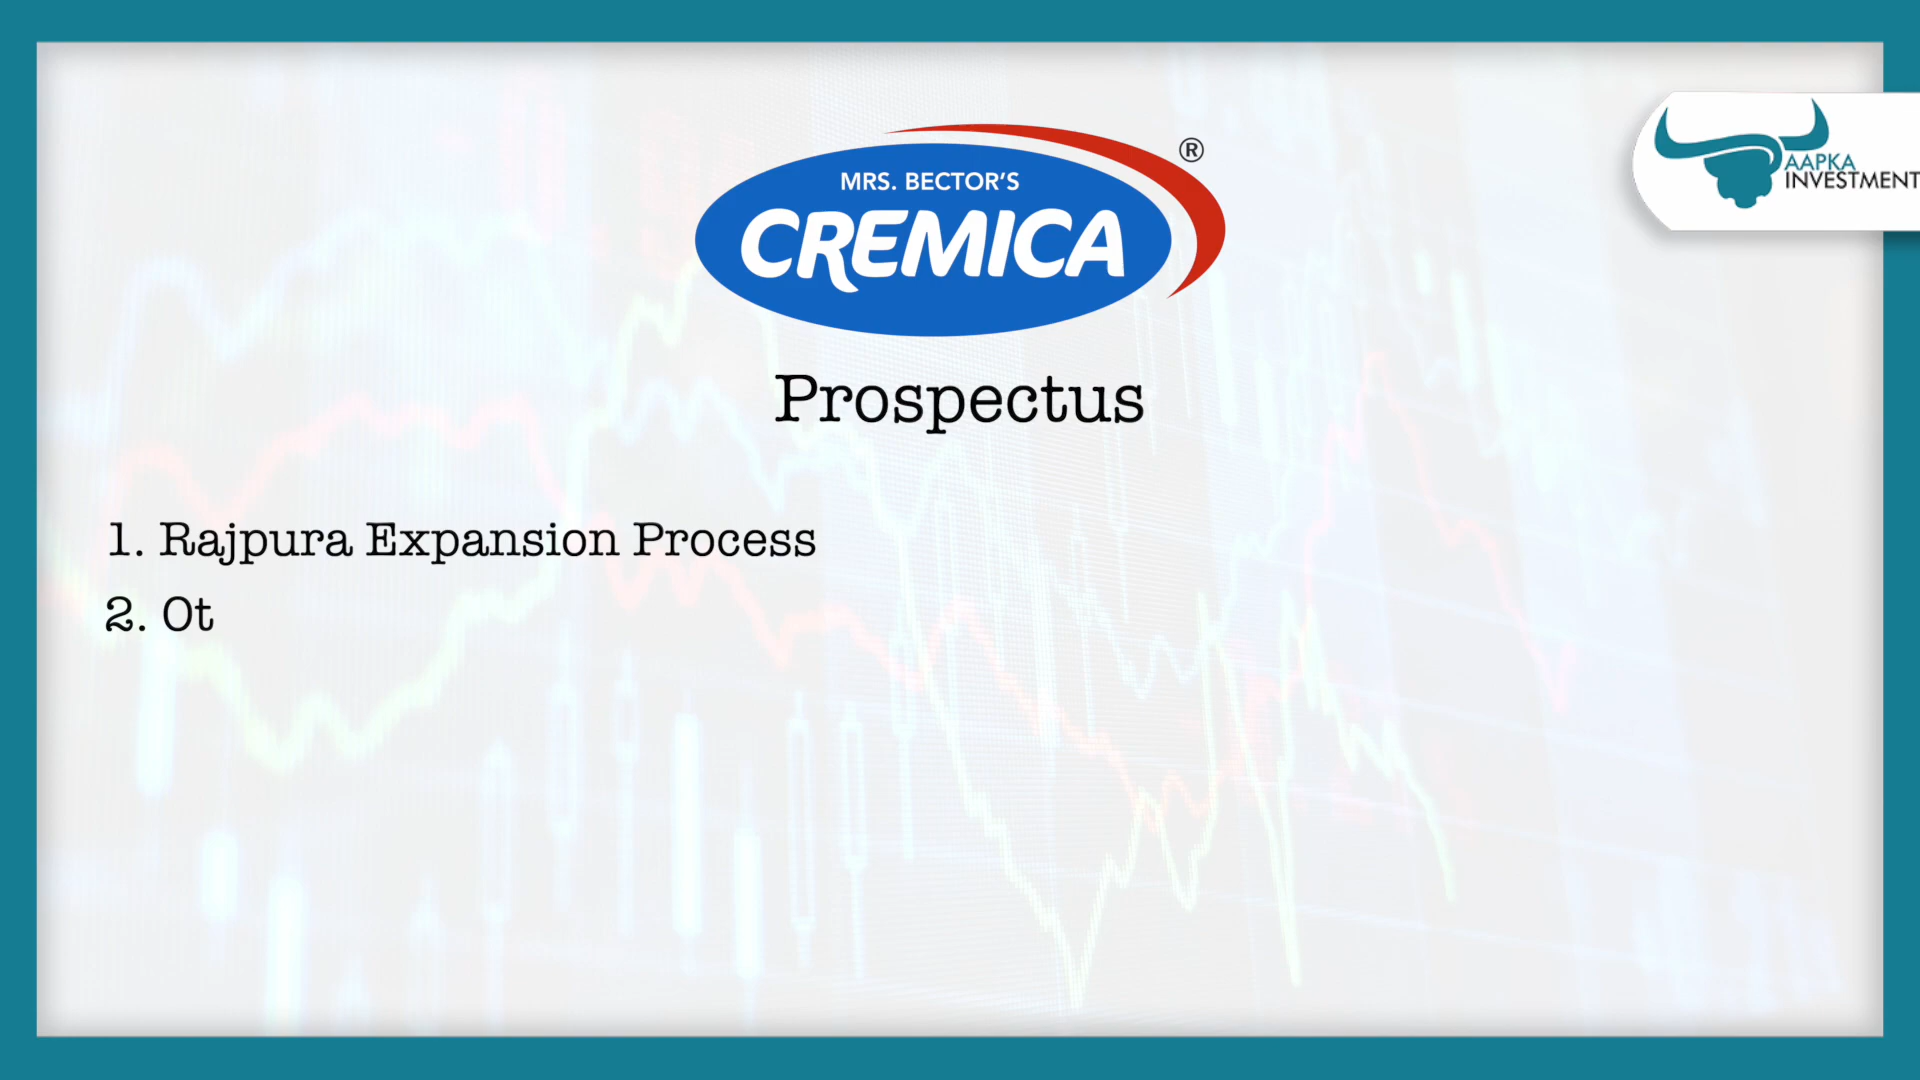 MRS. BECTOR'S
CREMICA
®
AAPKA
INVESTMENT
Prospectus
1. Rajpura Expansion Process
2. Ot